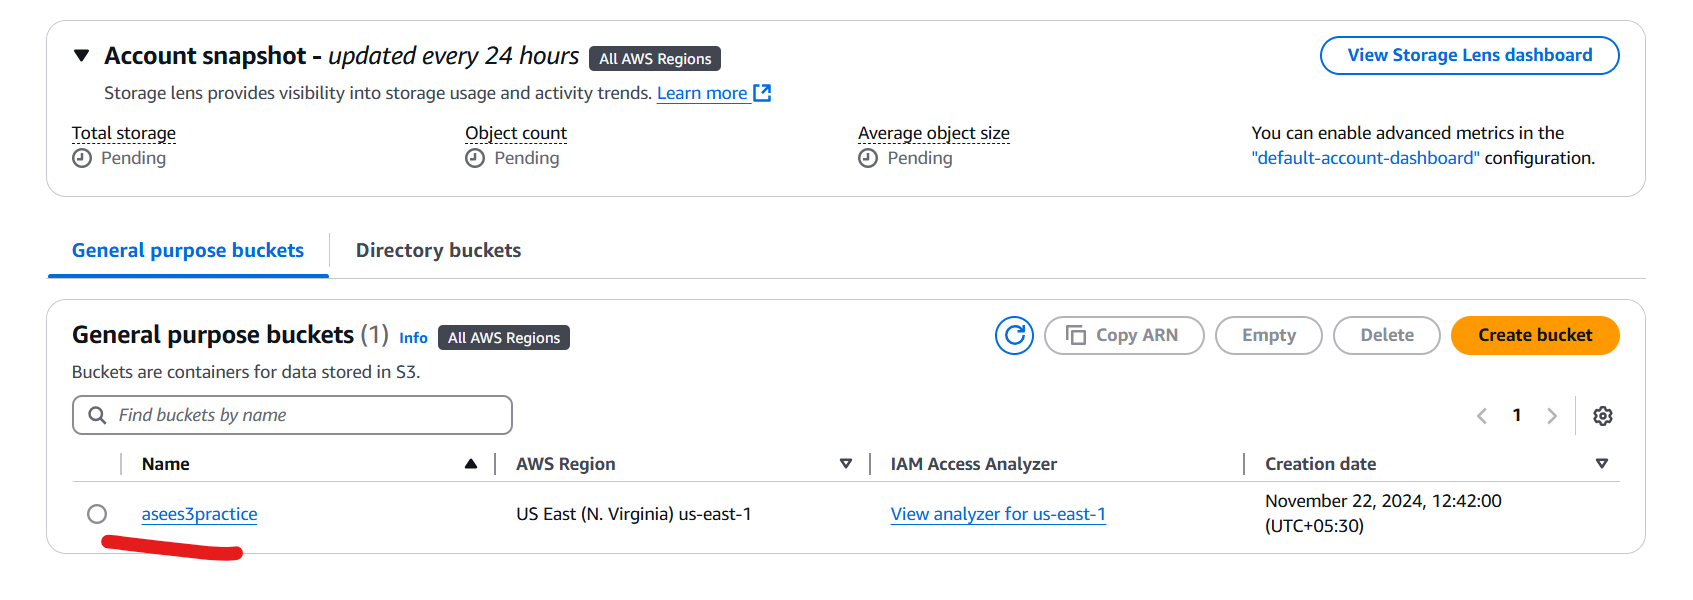 Account snapshot - updated every 24 hours All AWS Regions
View Storage Lens dashboard
Storage lens provides visibility into storage usage and activity trends. Learn more
Total storage
Pending
Object count
Pending
Average object size
Pending
You can enable advanced metrics in the
"default-account-dashboard" configuration.
General purpose buckets
Directory buckets
General purpose buckets (1) Info All AWS Regions
Copy ARN
Empty
Delete
Create bucket
Buckets are containers for data stored in S3.
Find buckets by name
1
Name
AWS Region
IAM Access Analyzer
Creation date
asees3practice
US East (N. Virginia) us-east-1
View analyzer for us-east-1
November 22, 2024, 12:42:00
(UTC+05:30)